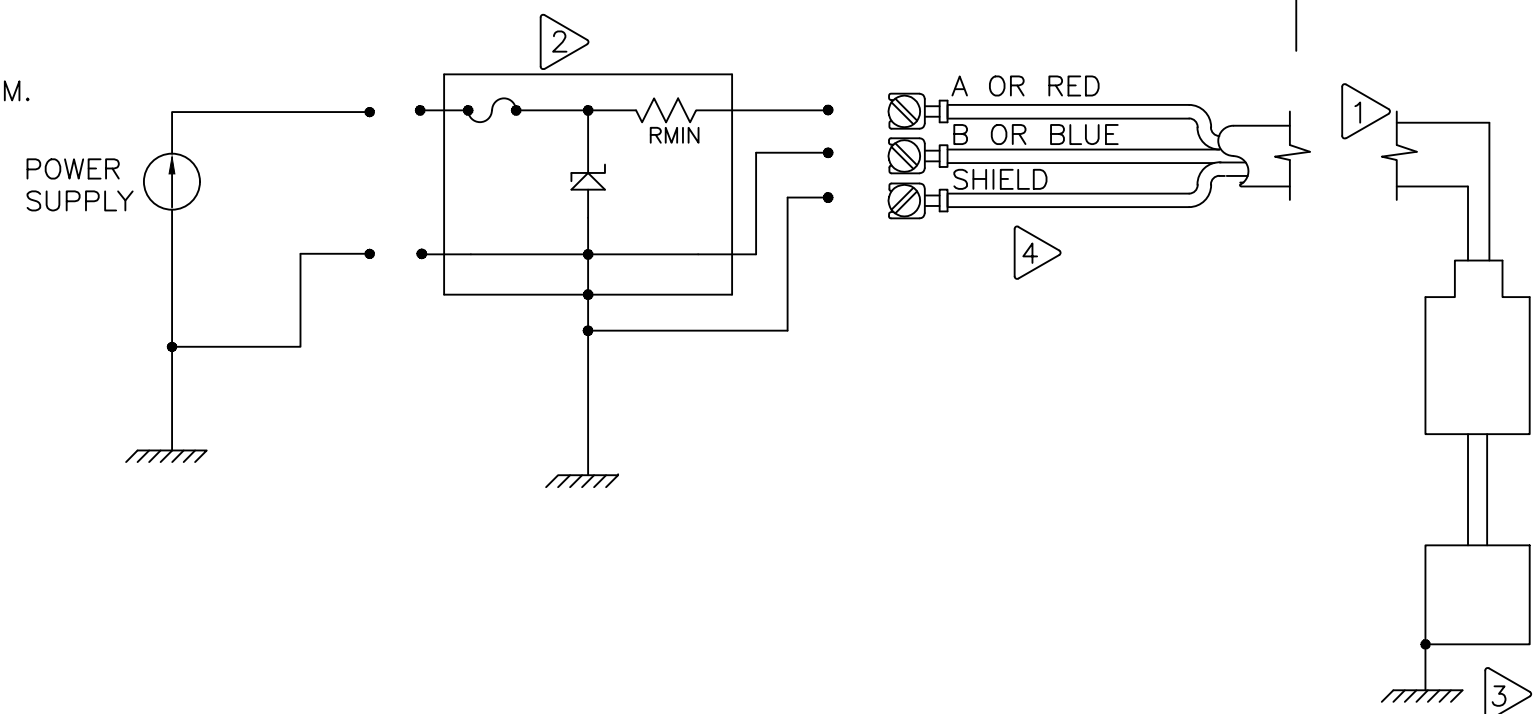 2
M.
A OR RED
1
RMIN
B OR BLUE
POWER
SUPPLY
SHIELD
4
3